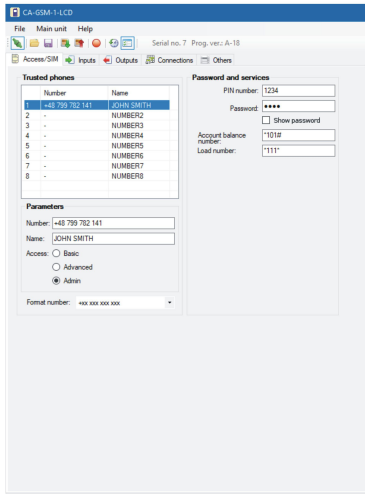 CA-GSM-1-LCD
File Main unit Help
Serial no. 7 Prog. ver.: A-18
Access/SIM Inputs Outputs Connections Others
Trusted phones
Number Name
1 +48 799 782 141 JOHN SMITH
2 - NUMBER2
3 - NUMBER3
4 - NUMBER4
5 - NUMBER5
6 - NUMBER6
7 - NUMBER7
8 - NUMBER8
Parameters
Number: +48 799 782 141
Name: JOHN SMITH
Access: Basic
Advanced
Admin
Format number: +xx xxx xxx xxx
Password and services
PIN number: 1234
Password: ●●●●
Show password
Account balance number: *101#
Load number: *111*